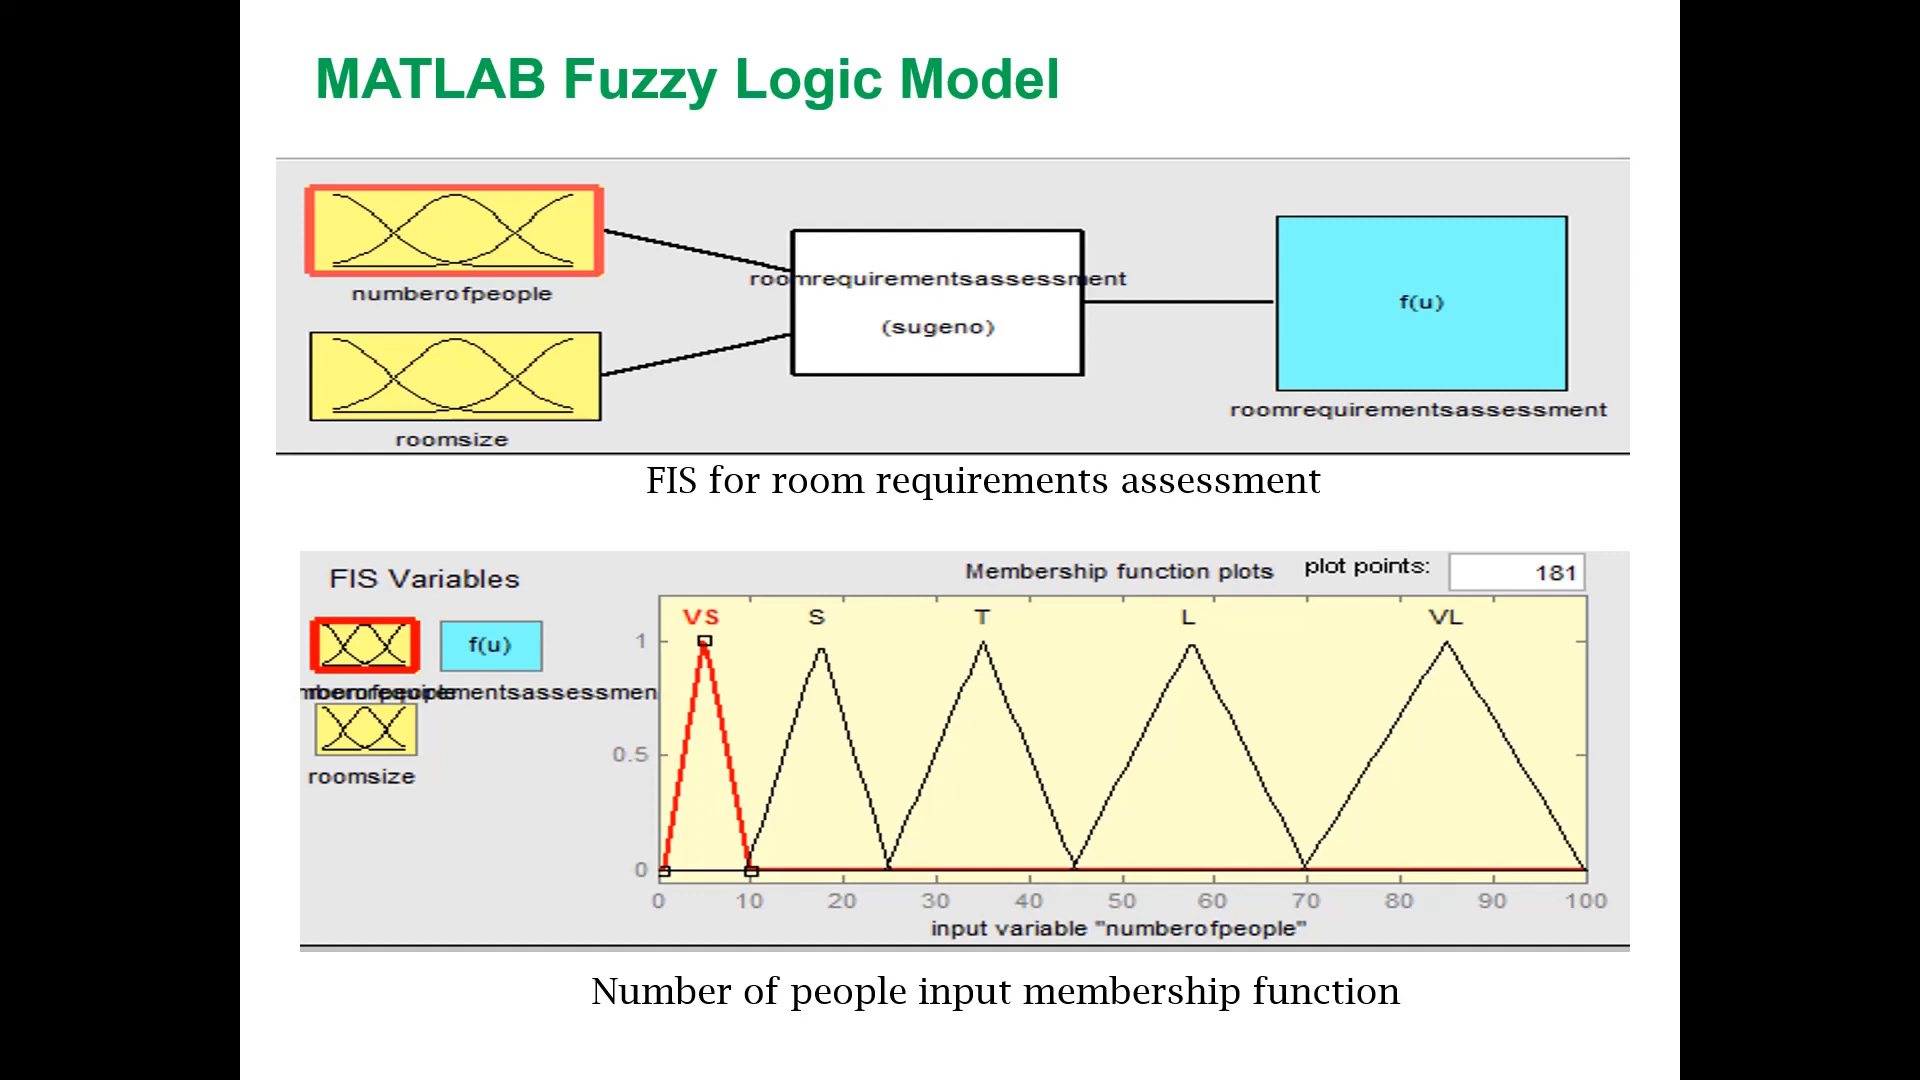 MATLAB Fuzzy Logic Model
numberofpeople
roomsize
roomrequirementsassessment
(sugeno)
f(u)
roomrequirementsassessment
FIS for room requirements assessment
FIS Variables
f(u)
roomsize
Membership function plots
plot points:
181
VS S T L VL
1
0.5
0
0 10 20 30 40 50 60 70 80 90 100
input variable "numberofpeople"
Number of people input membership function